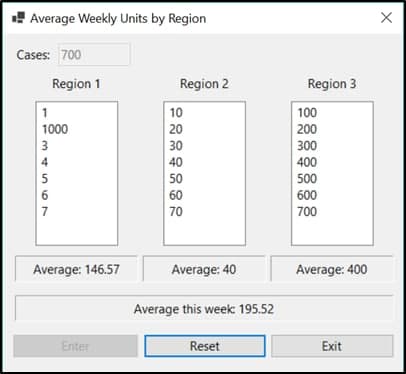 Average Weekly Units by Region
Cases: 700
Region 1 Region 2 Region 3
1 10 100
1000 20 200
3 30 300
4 40 400
5 50 500
6 60 600
7 70 700
Average: 146.57 Average: 40 Average: 400
Average this week: 195.52
Enter Reset Exit